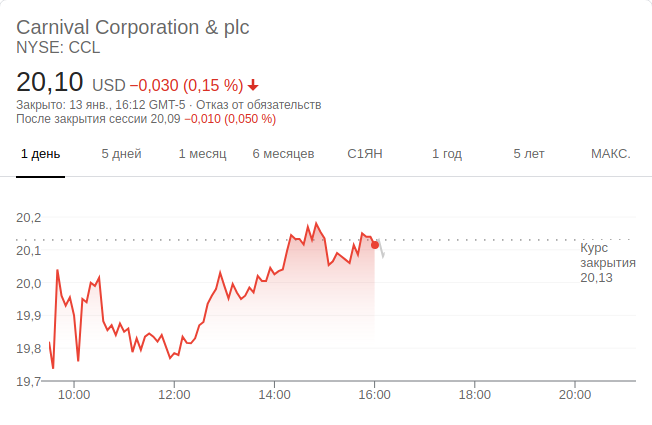 Carnival Corporation & plc
NYSE: CCL
20,10 USD −0,030 (0,15 %)
Закрыто: 13 янв., 16:12 GMT-5 · Отказ от обязательств
После закрытия сессии 20,09 −0,010 (0,050 %)
1 день 5 дней 1 месяц 6 месяцев С1ЯН 1 год 5 лет МАКС.
20,2
20,1
20,0
19,9
19,8
19,7
Курс
закрытия
20,13
10:00 12:00 14:00 16:00 18:00 20:00